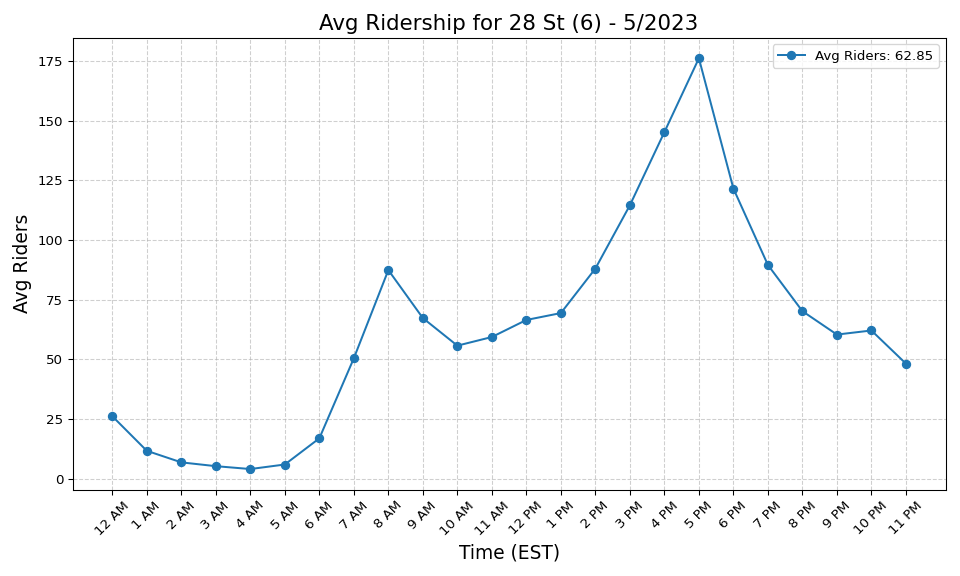 Avg Ridership for 28 St (6) - 5/2023
Avg Riders: 62.85
Avg Riders
175
150
125
100
75
50
25
0
12 AM 1 AM 2 AM 3 AM 4 AM 5 AM 6 AM 7 AM 8 AM 9 AM 10 AM 11 AM 12 PM 1 PM 2 PM 3 PM 4 PM 5 PM 6 PM 7 PM 8 PM 9 PM 10 PM 11 PM
Time (EST)